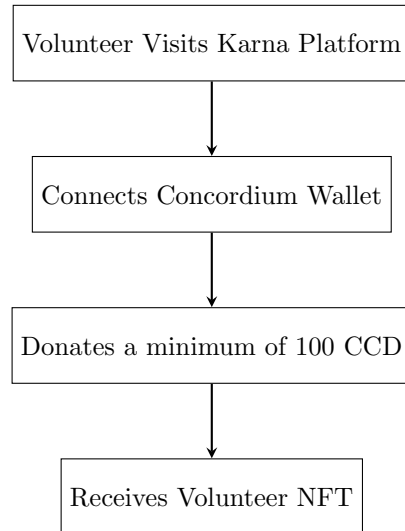 Volunteer Visits Karna Platform
Connects Concordium Wallet
Donates a minimum of 100 CCD
Receives Volunteer NFT